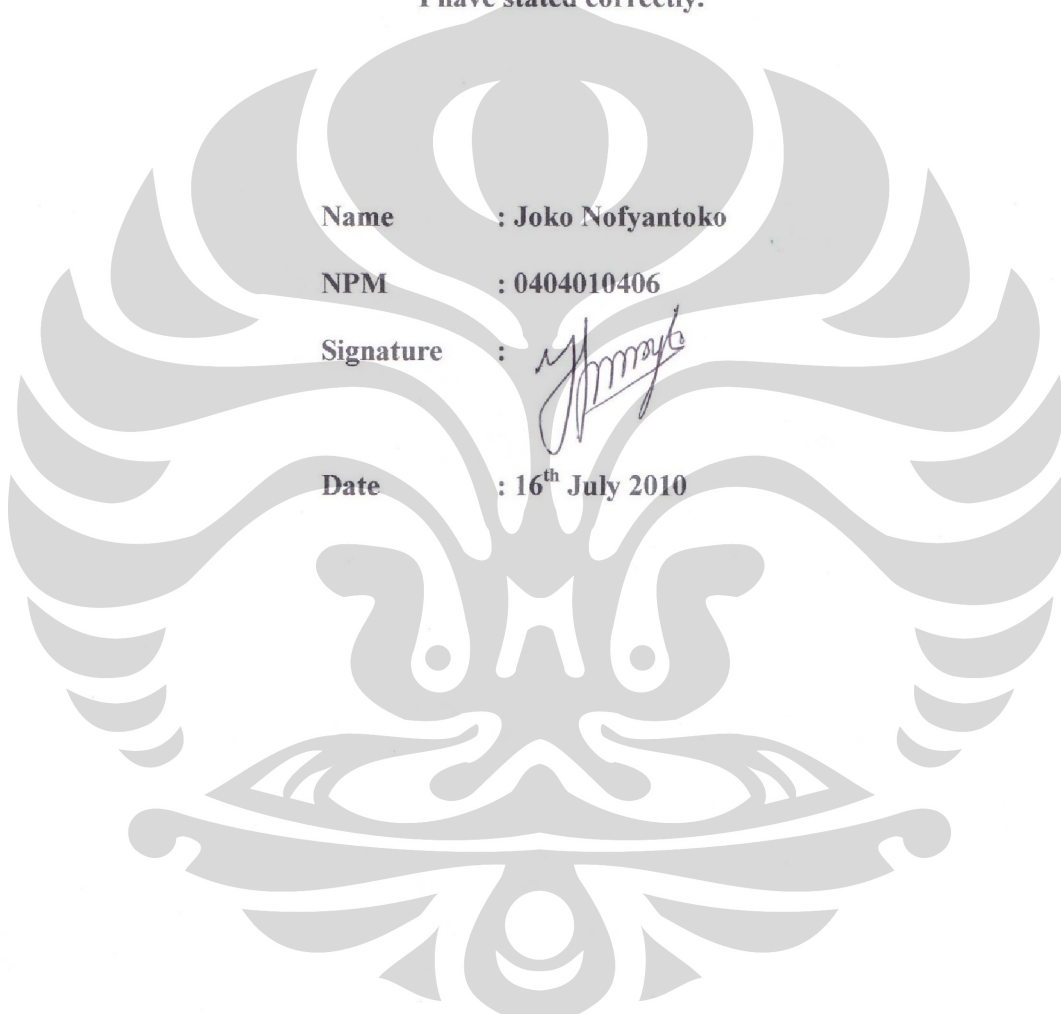 I have stated correctly.
Name : Joko Nofyantoko
NPM : 0404010406
Signature :
Date : 16th July 2010